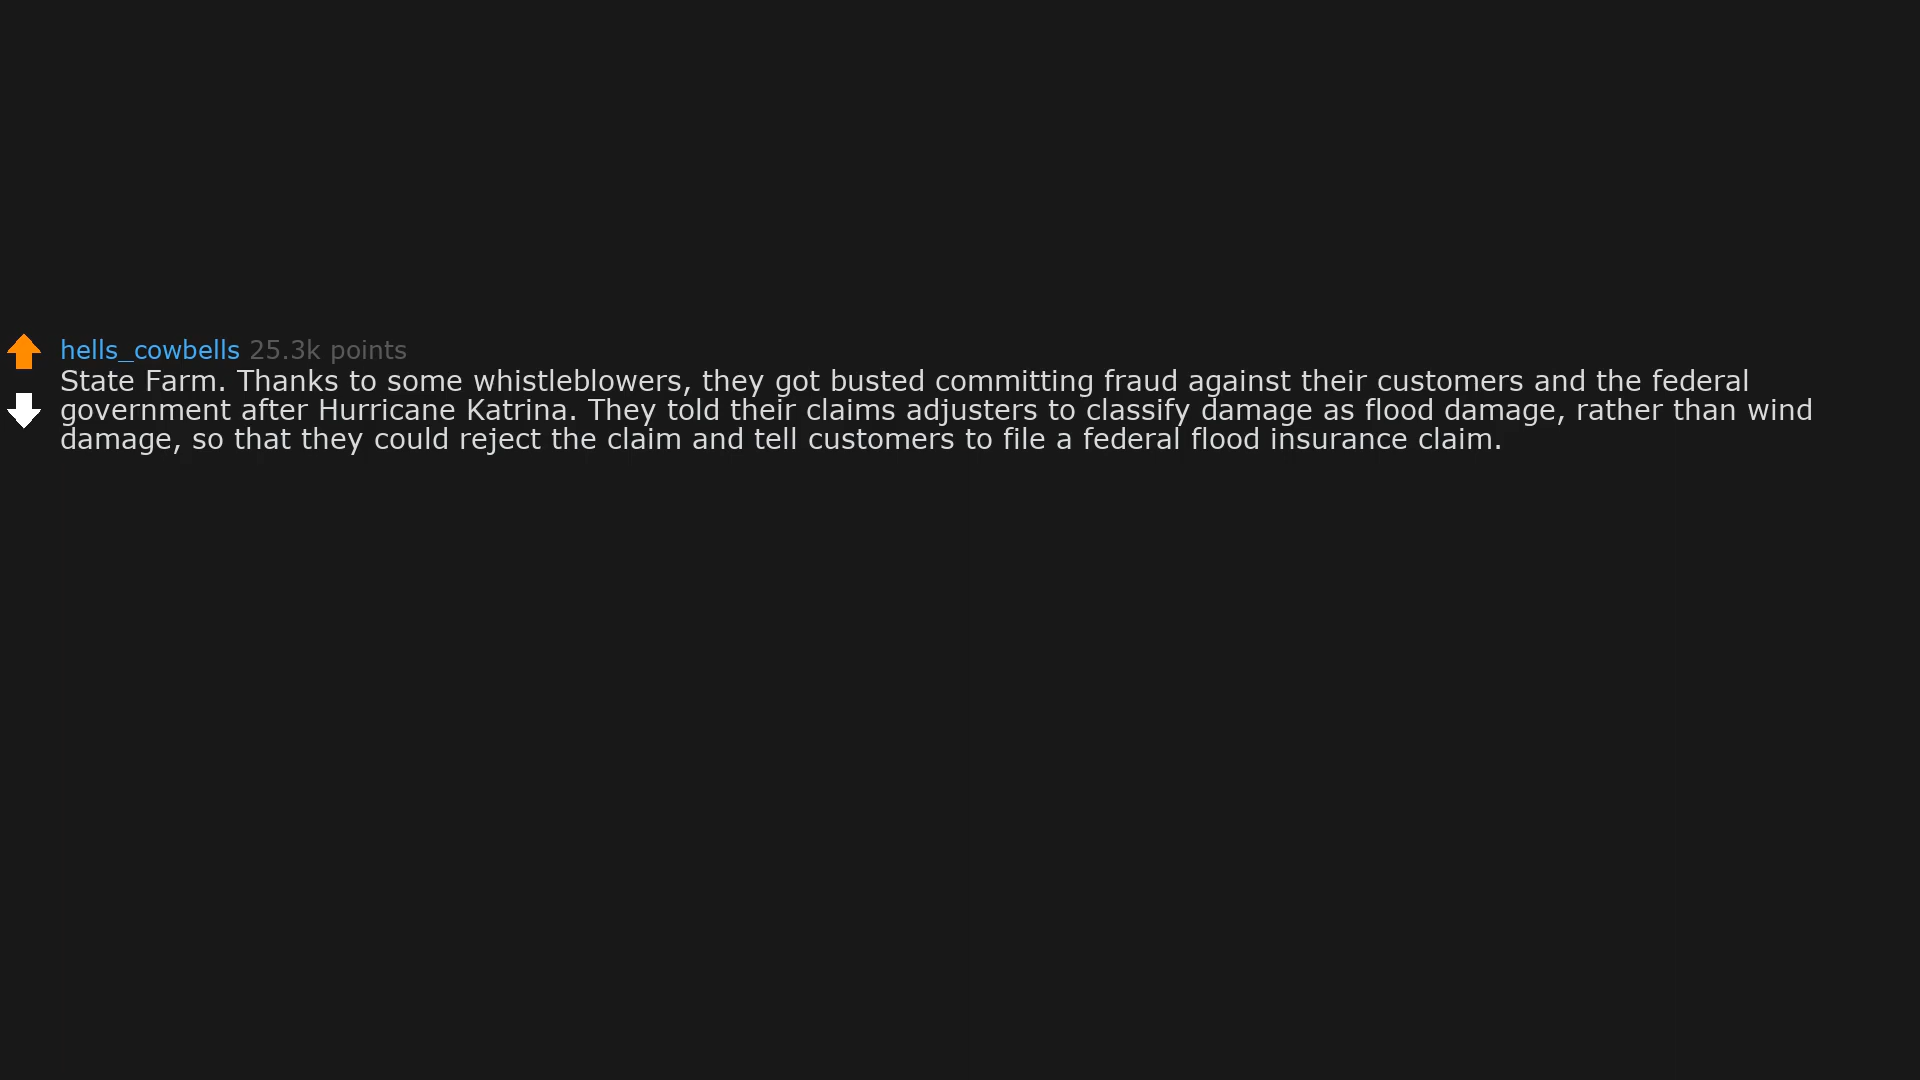 hells_cowbells 25.3k points
State Farm. Thanks to some whistleblowers, they got busted committing fraud against their customers and the federal
government after Hurricane Katrina. They told their claims adjusters to classify damage as flood damage, rather than wind
damage, so that they could reject the claim and tell customers to file a federal flood insurance claim.